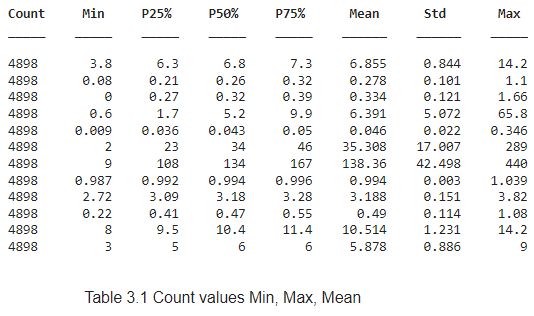 Count Min P25% P50% P75% Mean Std Max
4898 3.8 6.3 6.8 7.3 6.855 0.844 14.2
4898 0.08 0.21 0.26 0.32 0.278 0.101 1.1
4898 0 0.27 0.32 0.39 0.334 0.121 1.66
4898 0.6 1.7 5.2 9.9 6.391 5.072 65.8
4898 0.009 0.036 0.043 0.05 0.046 0.022 0.346
4898 2 23 34 46 35.308 17.007 289
4898 9 108 134 167 138.36 42.498 440
4898 0.987 0.992 0.994 0.996 0.994 0.003 1.039
4898 2.72 3.09 3.18 3.28 3.188 0.151 3.82
4898 0.22 0.41 0.47 0.55 0.49 0.114 1.08
4898 8 9.5 10.4 11.4 10.514 1.231 14.2
4898 3 5 6 6 5.878 0.886 9
Table 3.1 Count values Min, Max, Mean